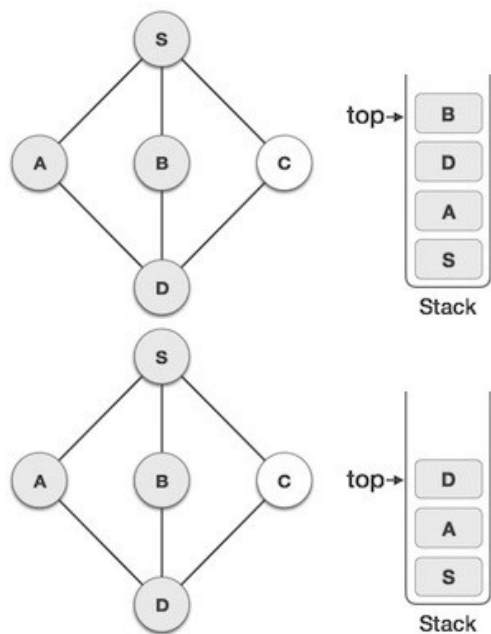 S
top→ B
A B C D
A
D S
Stack
S
A B C top→ D
A
D S
Stack